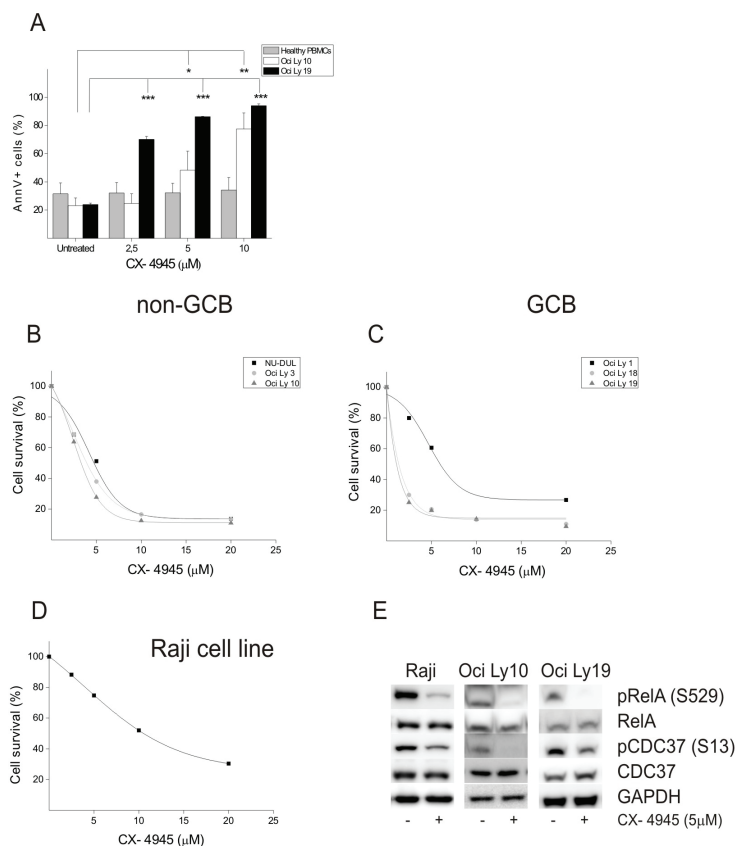 A
Healthy PBMCs
Oci Ly 10
Oci Ly 19
* **
*** *** ***
AnnV+ cells (%)
100
80
60
40
20
Untreated 2,5 5 10
CX- 4945 (µM)
non-GCB GCB
B
NU-DUL
Oci Ly 3
Oci Ly 10
Cell survival (%)
100
80
60
40
20
5 10 15 20 25
CX- 4945 (µM)
C
Oci Ly 1
Oci Ly 18
Oci Ly 19
Cell survival (%)
100
80
60
40
20
5 10 15 20 25
CX- 4945 (µM)
D
Raji cell line
Cell survival (%)
100
80
60
40
20
5 10 15 20 25
CX- 4945 (µM)
E
Raji Oci Ly10 Oci Ly19
pRelA (S529)
RelA
pCDC37 (S13)
CDC37
GAPDH
- + - + - + CX- 4945 (5µM)